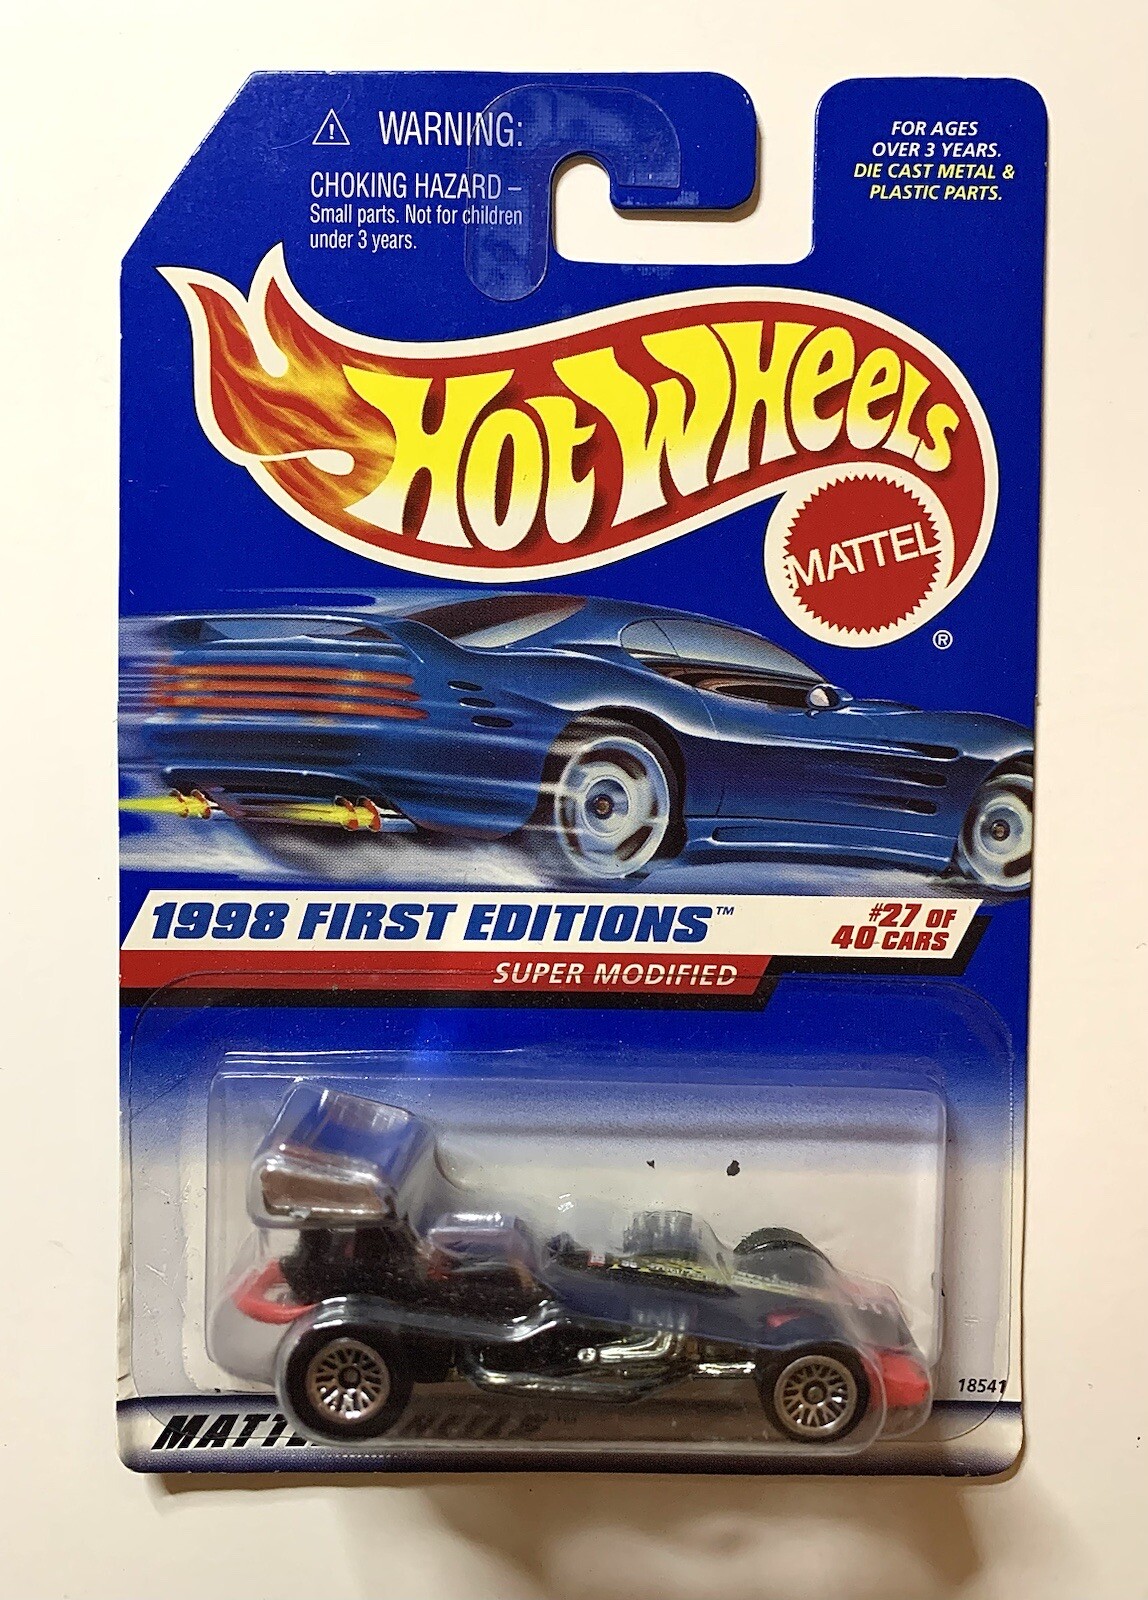 WARNING:
CHOKING HAZARD –
Small parts. Not for children
under 3 years.
FOR AGES
OVER 3 YEARS.
DIE CAST METAL &
PLASTIC PARTS.
HOT WHEELS
MATTEL
®
1998 FIRST EDITIONS™
#27 OF
40 CARS
SUPER MODIFIED
18541